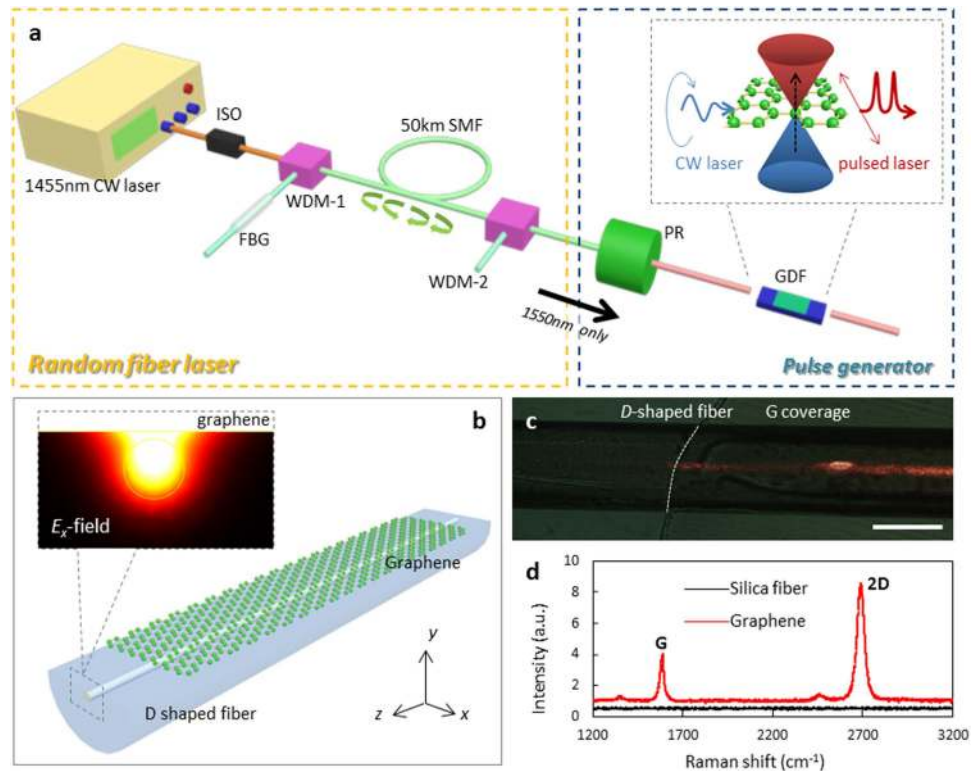 a
1455nm CW laser
ISO
WDM-1
FBG
50km SMF
WDM-2
1550nm only
Random fiber laser
CW laser
pulsed laser
PR
GDF
Pulse generator
b
graphene
Ex-field
Graphene
D shaped fiber
y
z
x
c
D-shaped fiber
G coverage
d
Intensity (a.u.)
10
8
6
4
2
0
Silica fiber
Graphene
G
2D
1200
1700
2200
2700
3200
Raman shift (cm⁻¹)